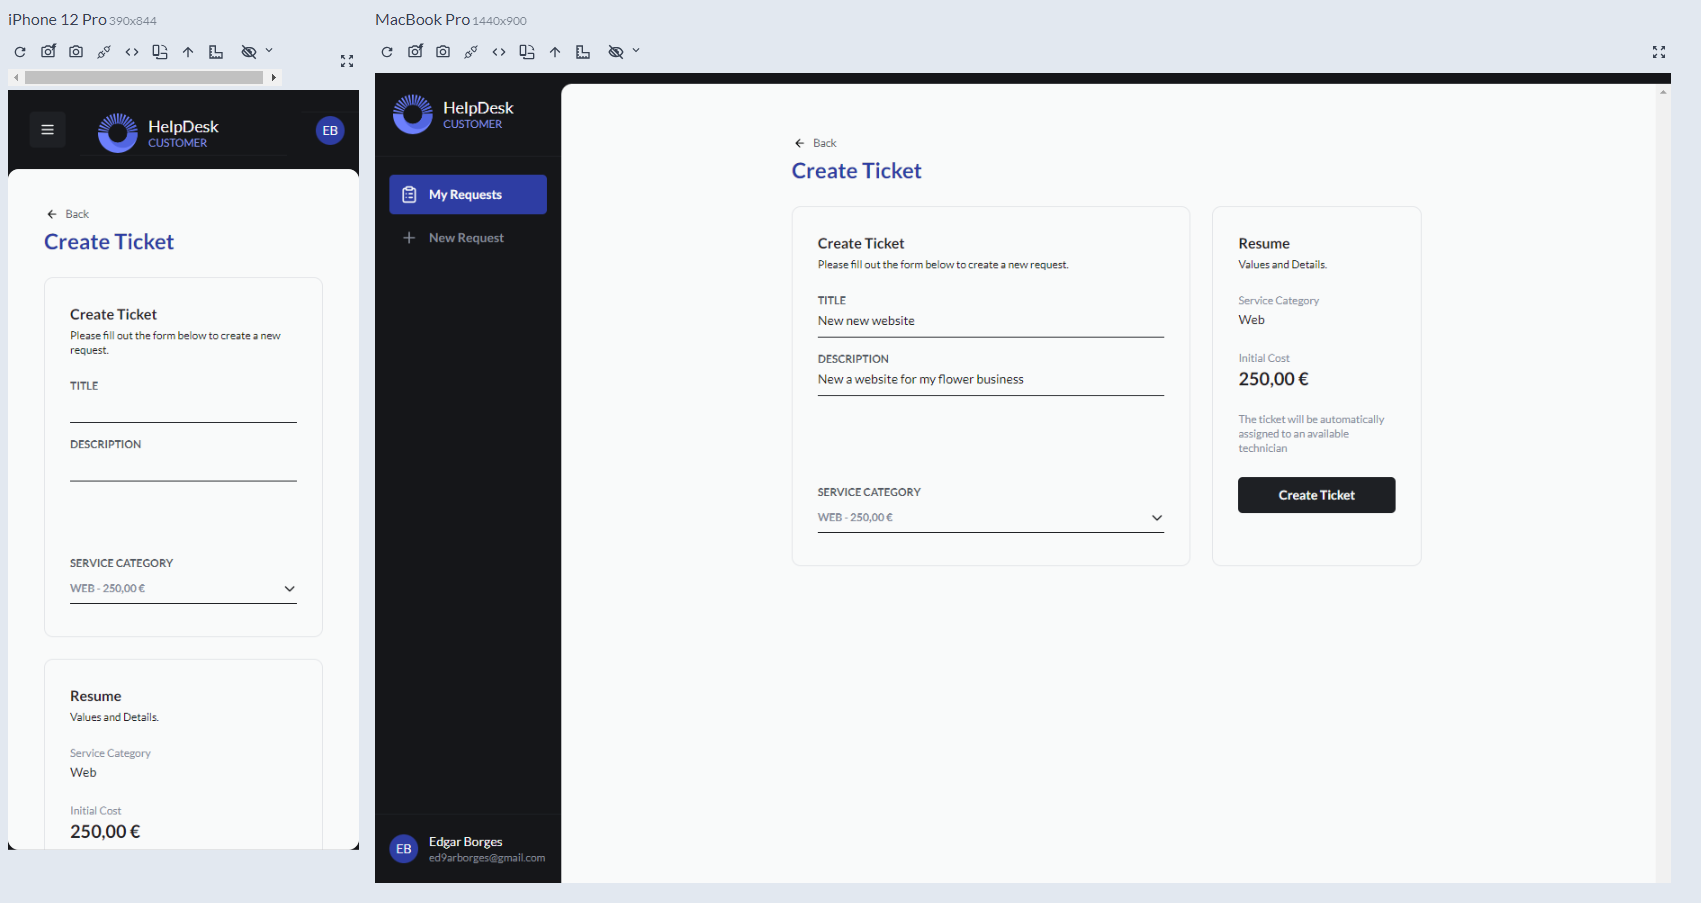 iPhone 12 Pro 390x844
HelpDesk
CUSTOMER
EB
Back
Create Ticket
Create Ticket
Please fill out the form below to create a new
request.
TITLE
DESCRIPTION
SERVICE CATEGORY
WEB - 250,00 €
Resume
Values and Details.
Service Category
Web
Initial Cost
250,00 €
MacBook Pro 1440x900
HelpDesk
CUSTOMER
My Requests
New Request
EB
Edgar Borges
ed9arborges@gmail.com
Back
Create Ticket
Create Ticket
Please fill out the form below to create a new request.
TITLE
New new website
DESCRIPTION
New a website for my flower business
SERVICE CATEGORY
WEB - 250,00 €
Resume
Values and Details.
Service Category
Web
Initial Cost
250,00 €
The ticket will be automatically
assigned to an available
technician
Create Ticket